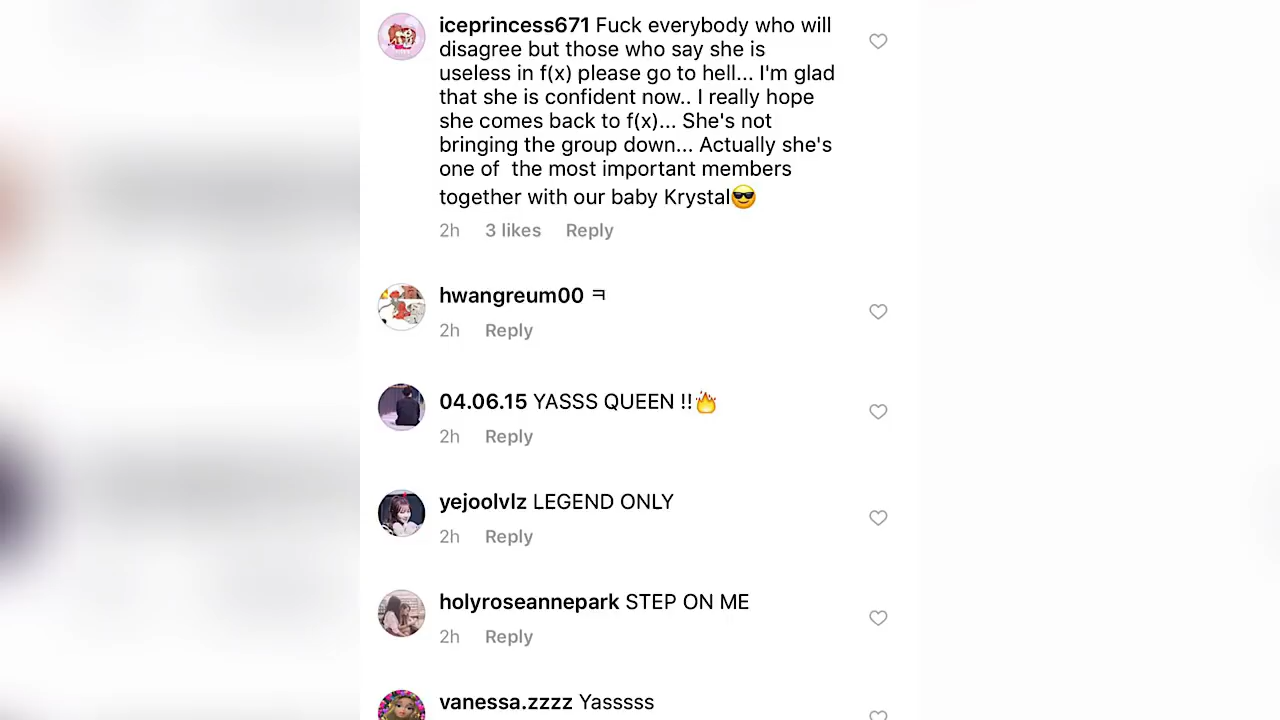 iceprincess671 Fuck everybody who will
disagree but those who say she is
useless in f(x) please go to hell... I'm glad
that she is confident now.. I really hope
she comes back to f(x)... She's not
bringing the group down... Actually she's
one of  the most important members
together with our baby Krystal😎
2h 3 likes Reply
hwangreum00 ㅋ
2h Reply
04.06.15 YASSS QUEEN !!🔥
2h Reply
yejoolvlz LEGEND ONLY
2h Reply
holyroseannepark STEP ON ME
2h Reply
vanessa.zzzz Yasssss